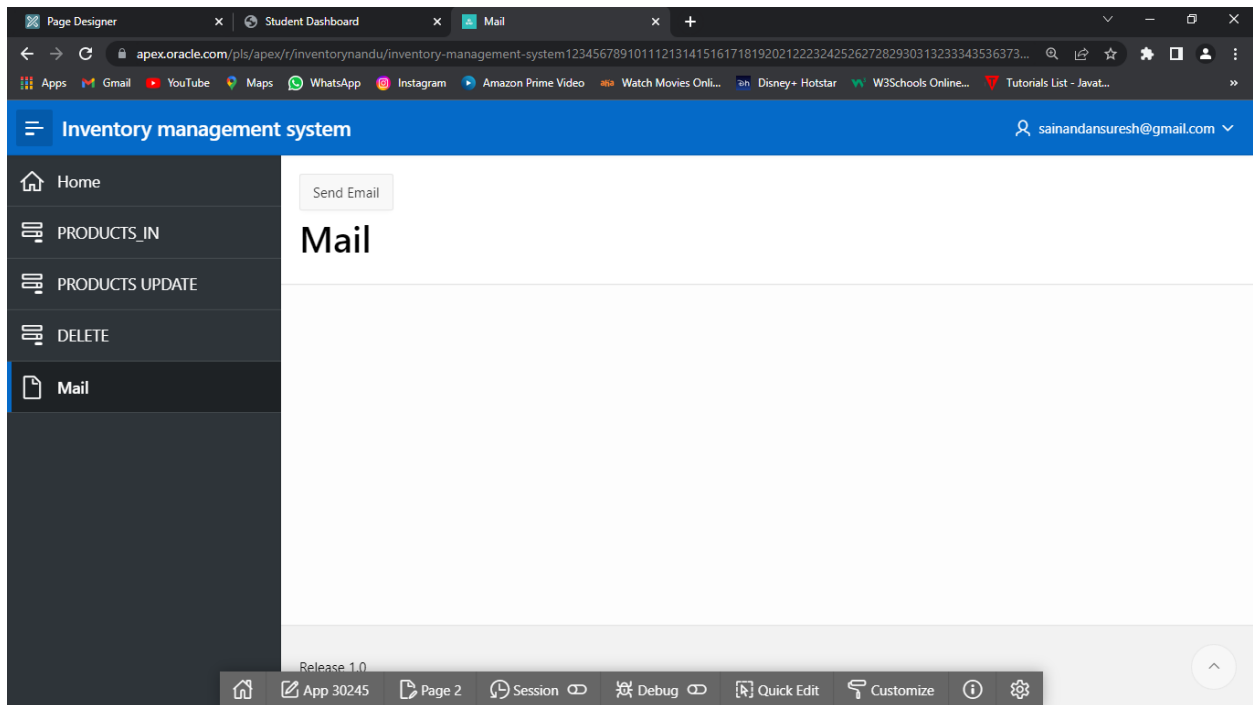 Page Designer
Student Dashboard
Mail
apex.oracle.com/pls/apex/r/inventorynandu/inventory-management-system1234567891011121314151617181920212223242526272829303132333435363 73...
Apps
Gmail
YouTube
Maps
WhatsApp
Instagram
Amazon Prime Video
Watch Movies Onli...
Disney+ Hotstar
W3Schools Online...
Tutorials List - Javat...
»
Inventory management system
sainandansuresh@gmail.com
Home
PRODUCTS_IN
PRODUCTS UPDATE
DELETE
Mail
Send Email
Mail
Release 1.0
App 30245
Page 2
Session
Debug
Quick Edit
Customize